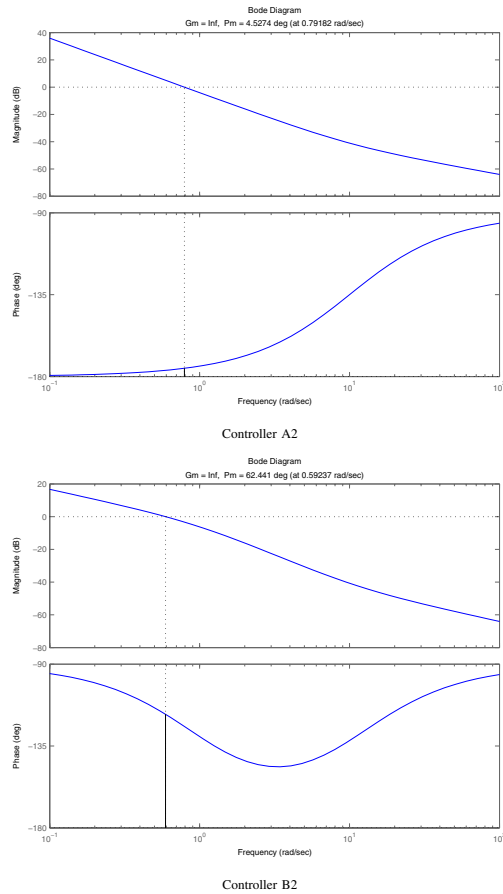 Bode Diagram
Gm = Inf, Pm = 4.5274 deg (at 0.79182 rad/sec)
40
20
0
−20
−40
−60
−80
Magnitude (dB)
−90
−135
−180
Phase (deg)
10^−1
10^0
10^1
Frequency (rad/sec)
Controller A2
Bode Diagram
Gm = Inf, Pm = 62.441 deg (at 0.59237 rad/sec)
20
0
−20
−40
−60
−80
Magnitude (dB)
−90
−135
−180
Phase (deg)
10^−1
10^0
10^1
Frequency (rad/sec)
Controller B2